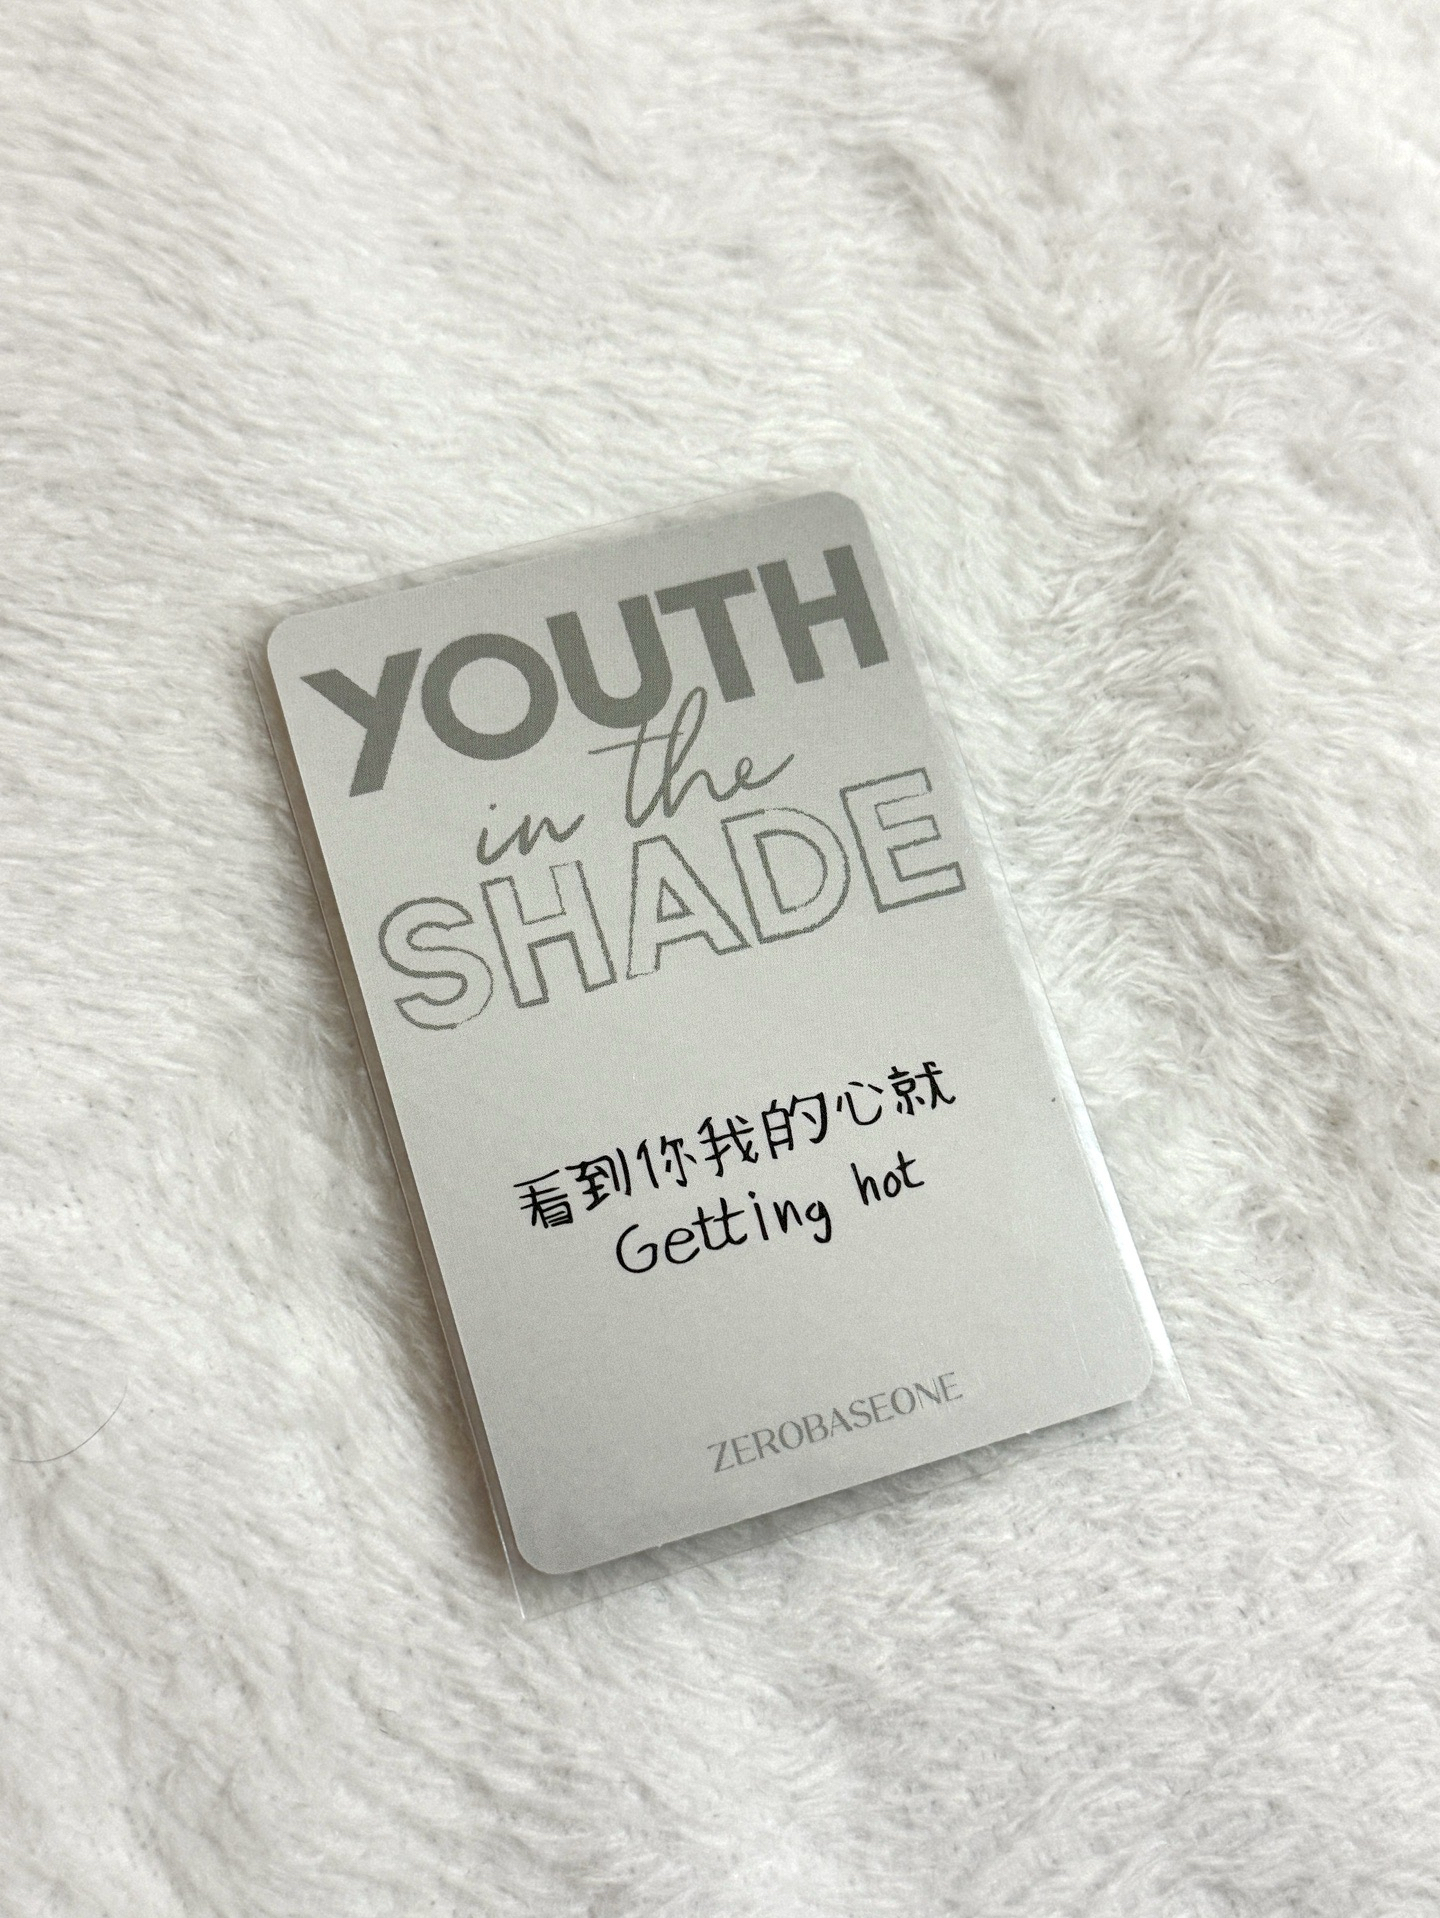 YOUTH
in the
SHADE
看到你我的心就
Getting hot
ZEROBASEONE